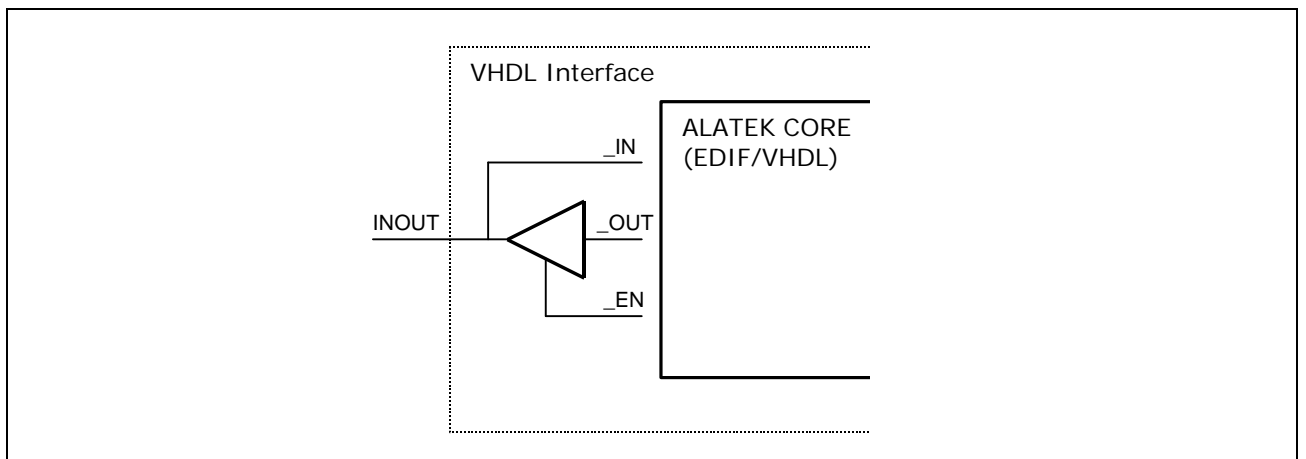 VHDL Interface
ALATEK CORE
(EDIF/VHDL)
_IN
INOUT
_OUT
_EN